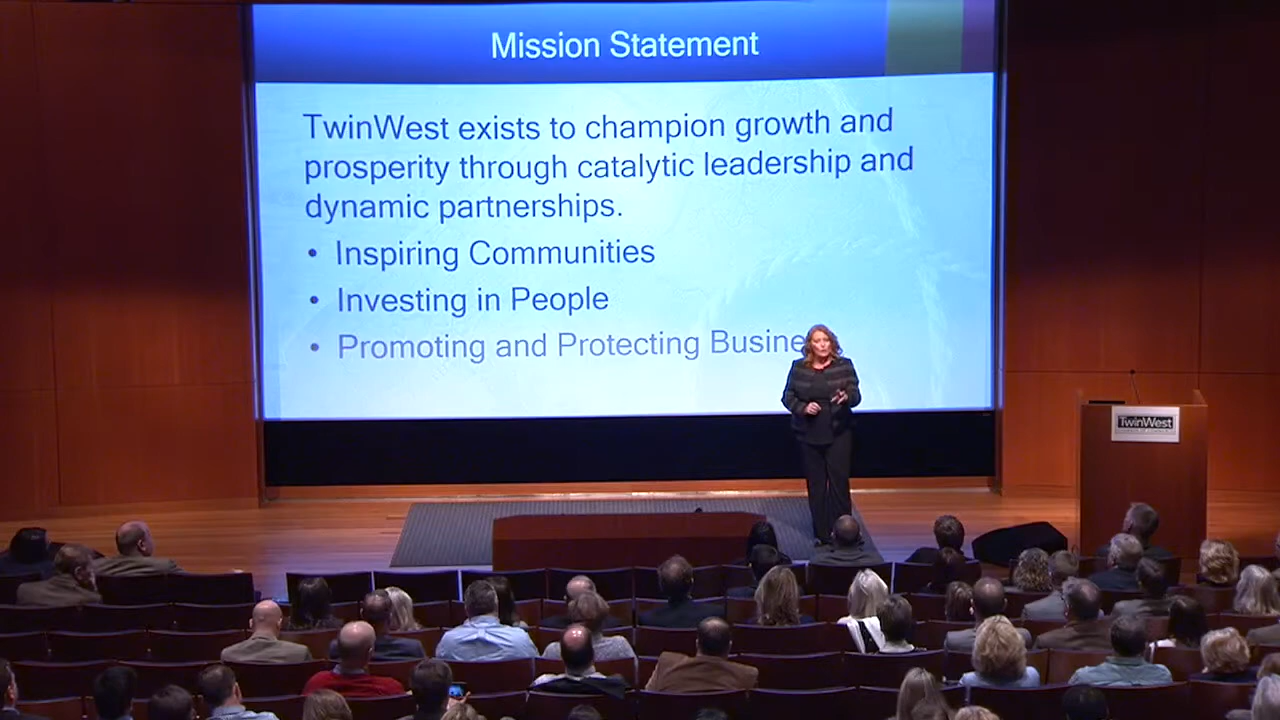 Mission Statement
TwinWest exists to champion growth and
prosperity through catalytic leadership and
dynamic partnerships.
• Inspiring Communities
• Investing in People
• Promoting and Protecting Busine
TwinWest